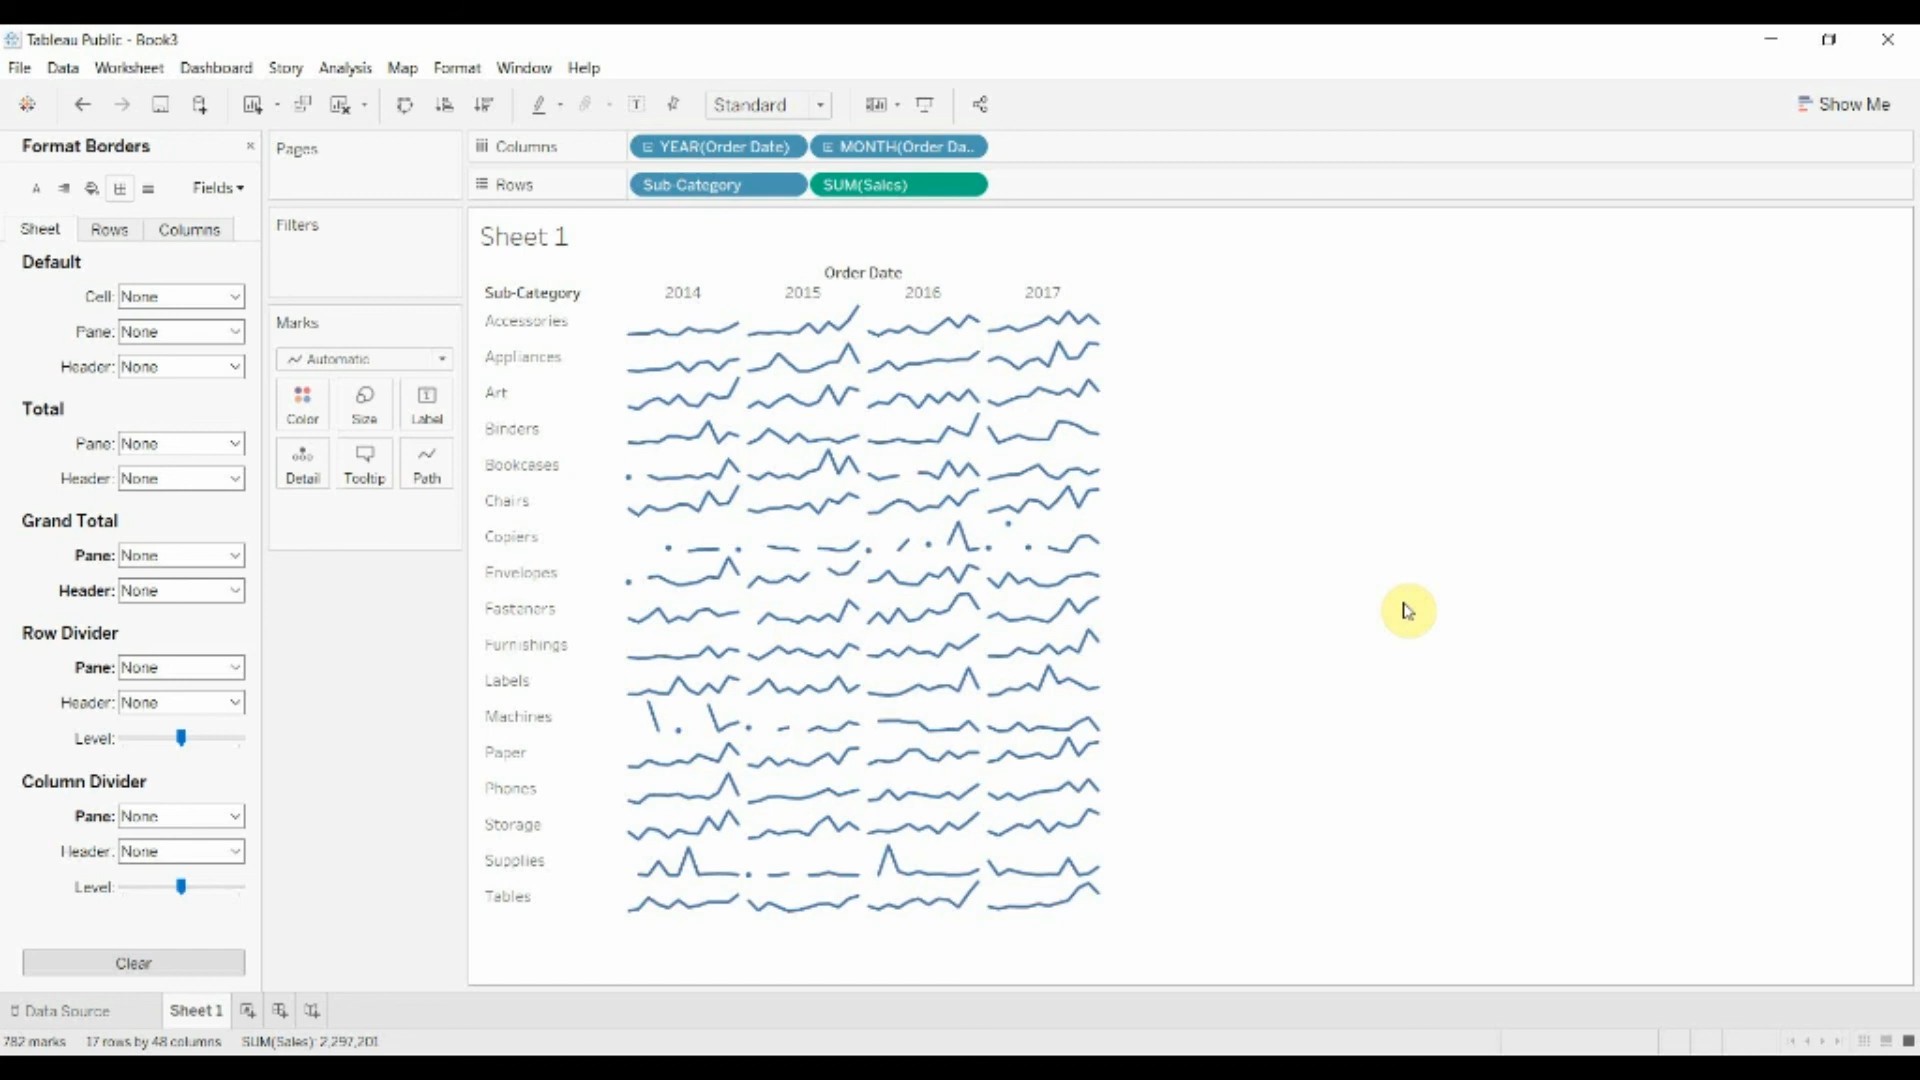 Tableau Public - Book3
File Data Worksheet Dashboard Story Analysis Map Format Window Help
Standard
Show Me
Format Borders
Fields
Sheet Rows Columns
Default
Cell: None
Pane: None
Header: None
Total
Pane: None
Header: None
Grand Total
Pane: None
Header: None
Row Divider
Pane: None
Header: None
Level:
Column Divider
Pane: None
Header: None
Level:
Clear
Pages
Filters
Marks
Automatic
Color Size Label
Detail Tooltip Path
Columns YEAR(Order Date) MONTH(Order Da..
Rows Sub-Category SUM(Sales)
Sheet 1
Order Date
Sub-Category 2014 2015 2016 2017
Accessories
Appliances
Art
Binders
Bookcases
Chairs
Copiers
Envelopes
Fasteners
Furnishings
Labels
Machines
Paper
Phones
Storage
Supplies
Tables
Data Source Sheet 1
782 marks 17 rows by 48 columns SUM(Sales): 2,297,201